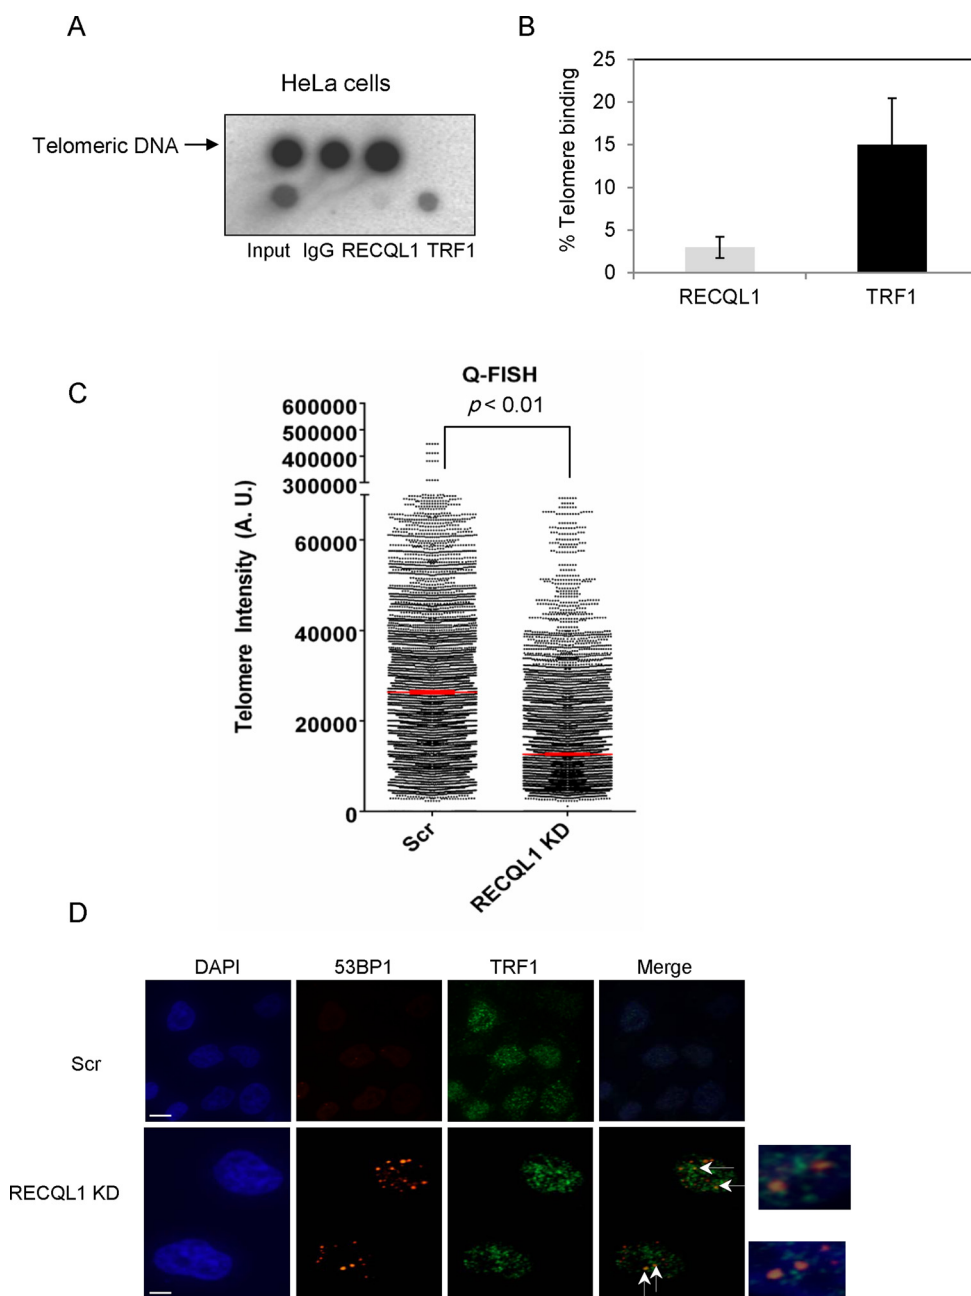 A
HeLa cells
Telomeric DNA
Input IgG RECQL1 TRF1
B
% Telomere binding
25
20
15
10
5
0
RECQL1 TRF1
C
Q-FISH
p < 0.01
Telomere Intensity (A. U.)
600000
500000
400000
300000
60000
40000
20000
0
Scr
RECQL1 KD
D
DAPI 53BP1 TRF1 Merge
Scr
RECQL1 KD